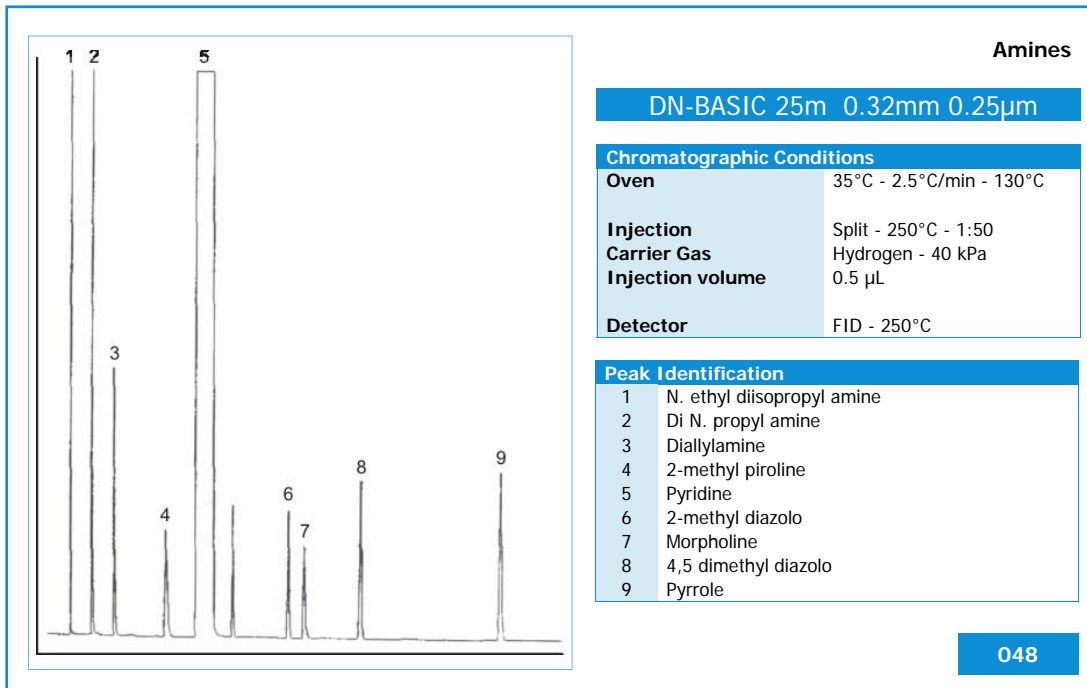 1 2 5
3
4
6
7
8
9
Amines
DN-BASIC 25m 0.32mm 0.25µm
Chromatographic Conditions
Oven 35°C - 2.5°C/min - 130°C
Injection Split - 250°C - 1:50
Carrier Gas Hydrogen - 40 kPa
Injection volume 0.5 µL
Detector FID - 250°C
Peak Identification
1 N. ethyl diisopropyl amine
2 Di N. propyl amine
3 Diallylamine
4 2-methyl piroline
5 Pyridine
6 2-methyl diazolo
7 Morpholine
8 4,5 dimethyl diazolo
9 Pyrrole
048